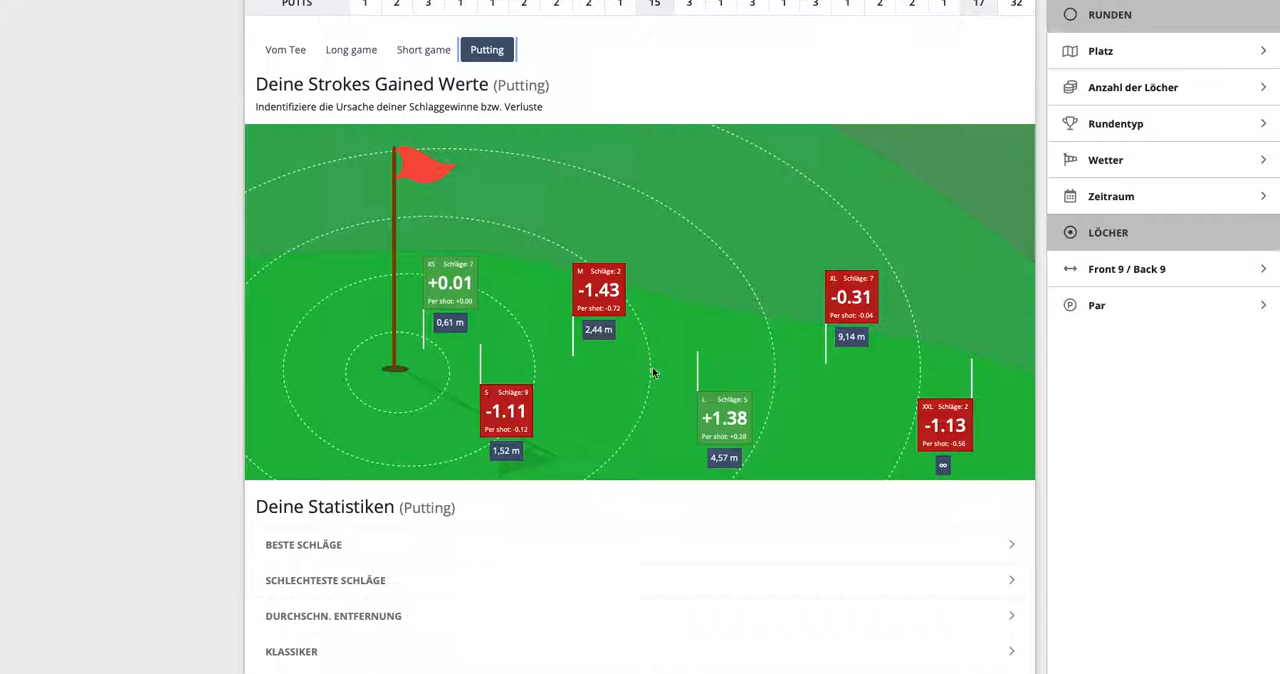 PUTTS 1 2 3 1 1 2 2 2 1 15 3 1 3 1 3 1 2 2 1 17 32
Vom Tee Long game Short game Putting
Deine Strokes Gained Werte (Putting)
Indentifiziere die Ursache deiner Schlaggewinne bzw. Verluste
XS Schläge: 7
+0.01
Per shot: +0.00
0,61 m
M Schläge: 2
-1.43
Per shot: -0.72
2,44 m
XL Schläge: 7
-0.31
Per shot: -0.04
9,14 m
S Schläge: 9
-1.11
Per shot: -0.12
1,52 m
L Schläge: 5
+1.38
Per shot: +0.28
4,57 m
XXL Schläge: 2
-1.13
Per shot: -0.56
∞
Deine Statistiken (Putting)
BESTE SCHLÄGE
SCHLECHTESTE SCHLÄGE
DURCHSCHN. ENTFERNUNG
KLASSIKER
RUNDEN
Platz
Anzahl der Löcher
Rundentyp
Wetter
Zeitraum
LÖCHER
Front 9 / Back 9
Par